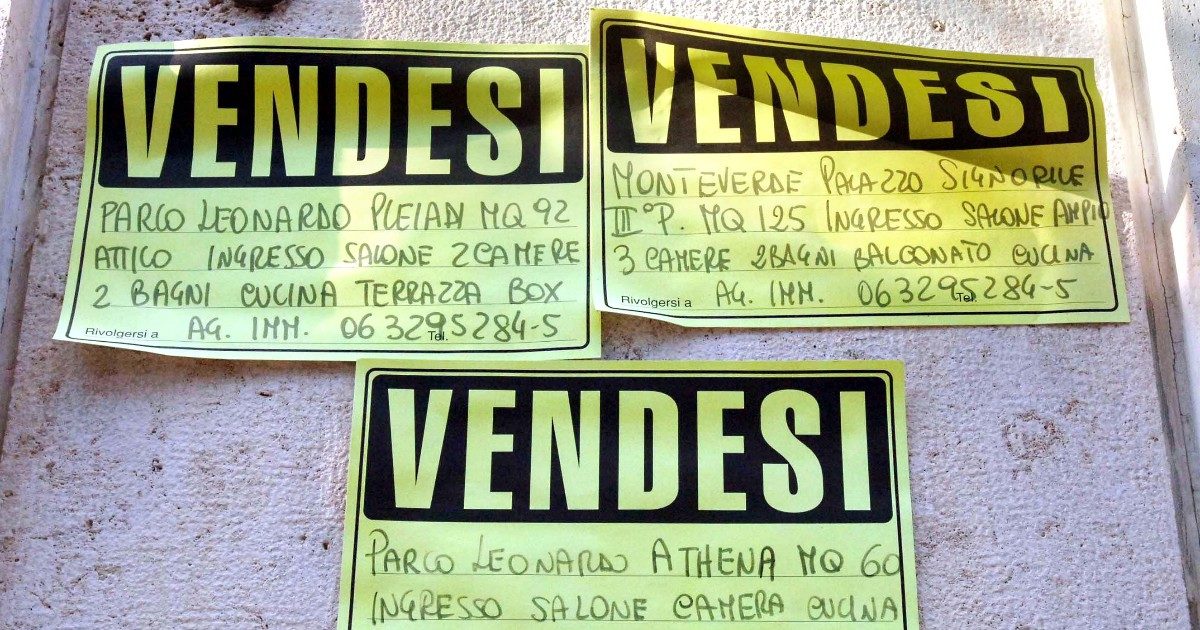 VENDESI
PARCO LEONARDO PLEIADI MQ 92
ATTICO INGRESSO SALONE 2 CAMERE
2 BAGNI CUCINA TERRAZZA BOX
Rivolgersi a AG. IMM. Tel. 063295284-5
VENDESI
MONTEVERDE PALAZZO SIGNORILE
III° P. MQ 125 INGRESSO SALONE AMPIO
3 CAMERE 2 BAGNI BALCONATO CUCINA
Rivolgersi a AG. IMM. Tel. 063295284-5
VENDESI
PARCO LEONARDO ATHENA MQ 60
INGRESSO SALONE CAMERA CUCINA